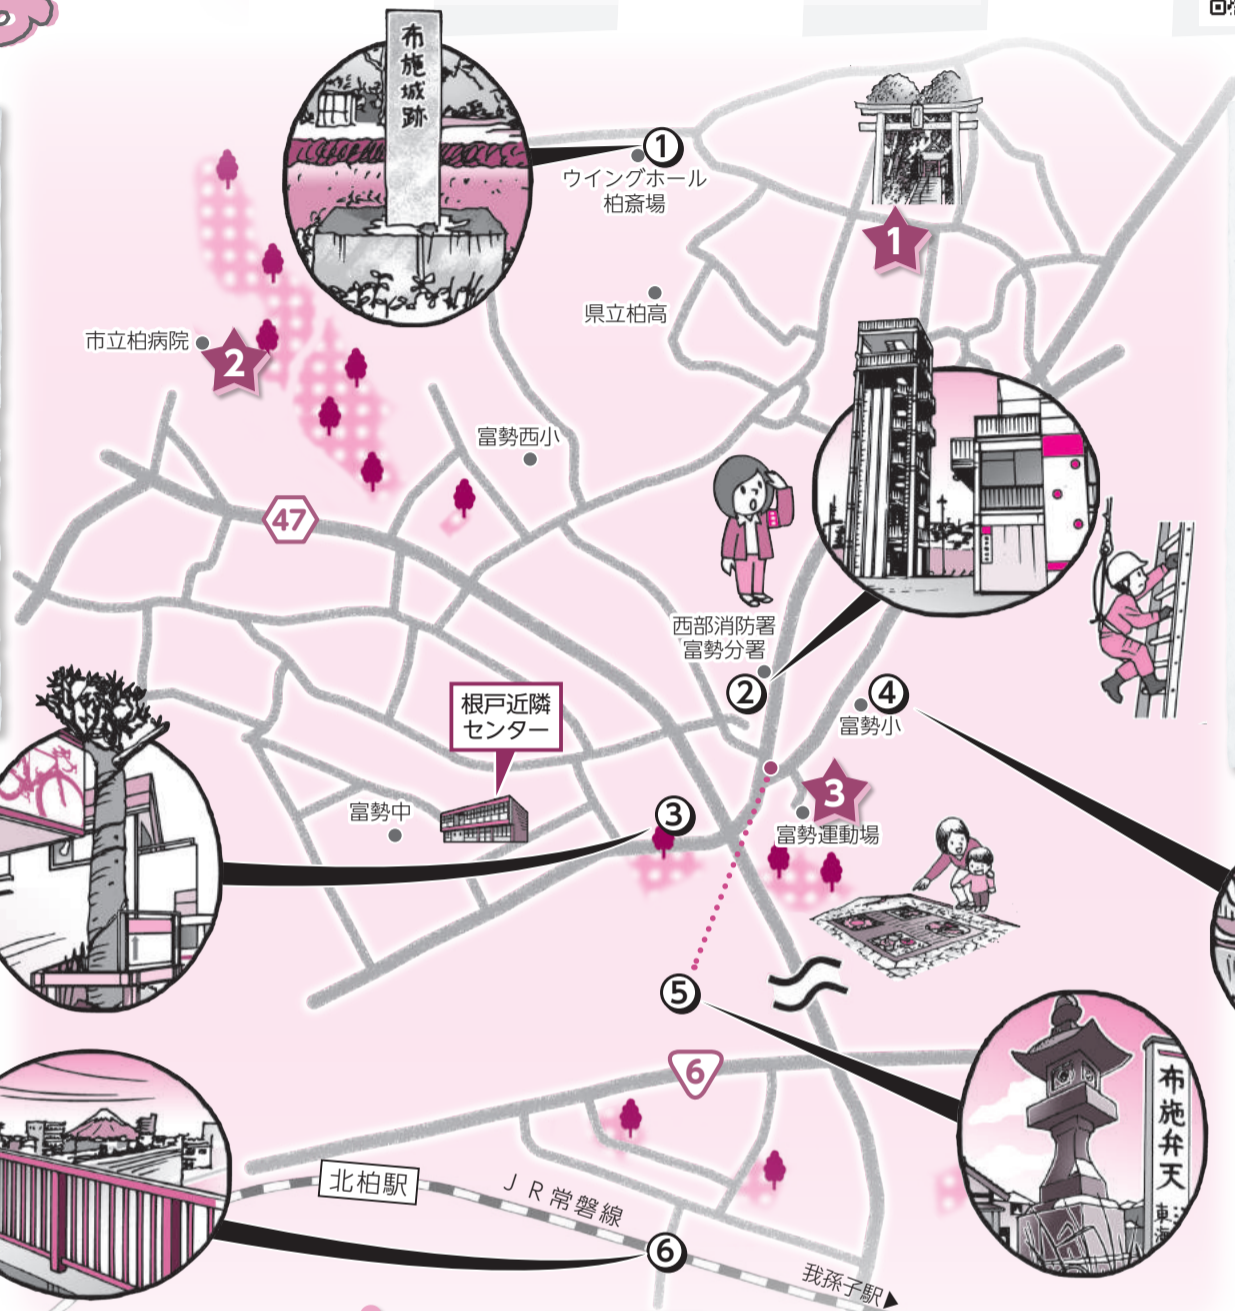 布施城跡
①
ウイングホール
柏斎場
1
県立柏高
市立柏病院
2
富勢西小
47
西部消防署
富勢分署
②
④
富勢小
根戸近隣
センター
3
富勢運動場
③
富勢中
⑤
6
布施弁天
東海
北柏駅
JR常磐線
⑥
我孫子駅▶